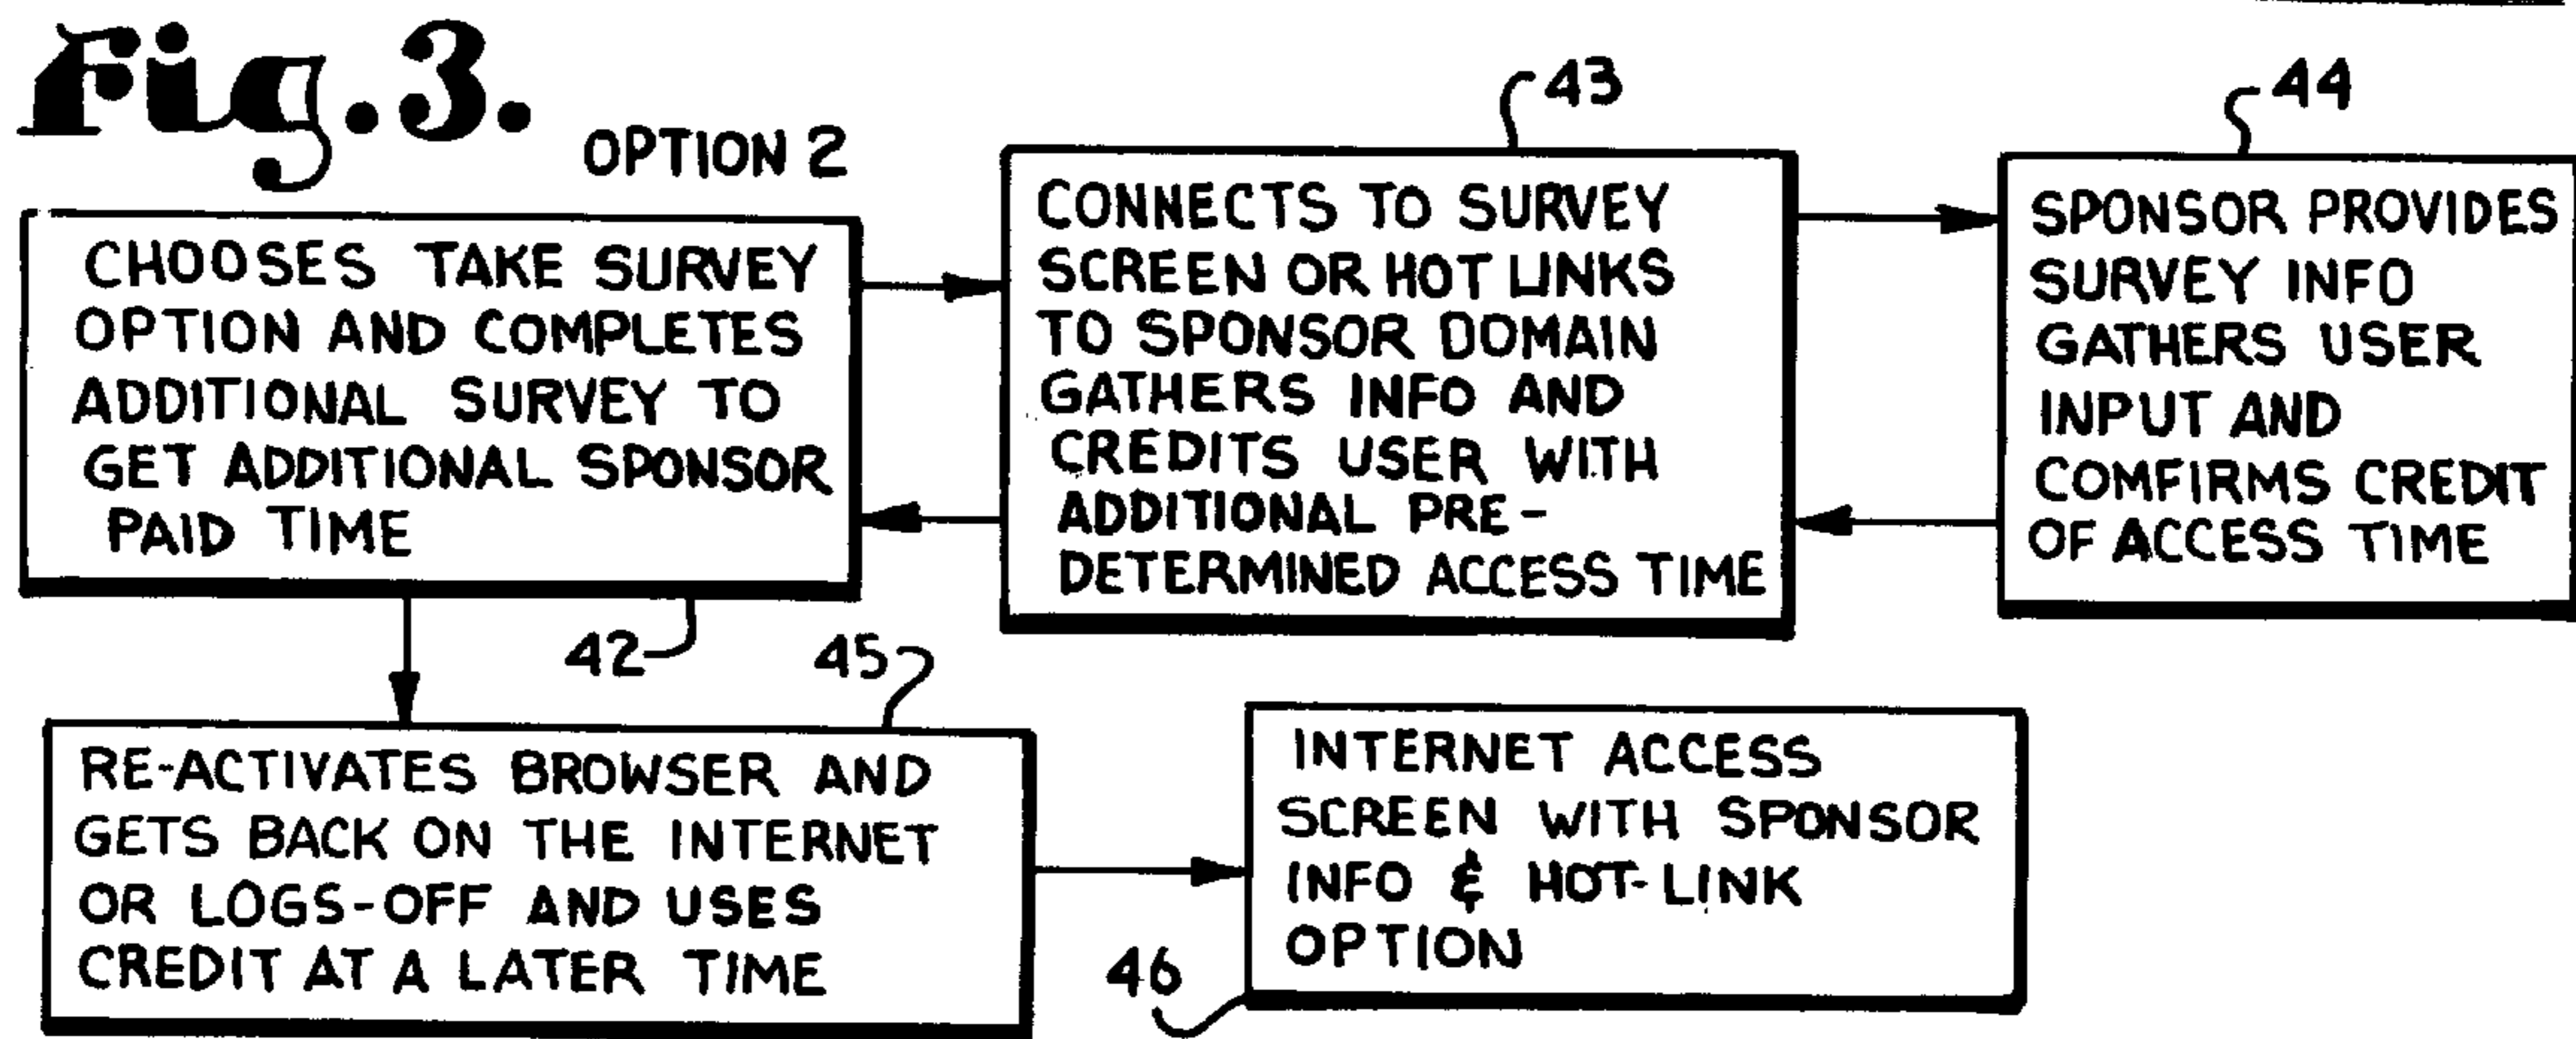 Fig.3.
OPTION 2
43
44
CHOOSES TAKE SURVEY
OPTION AND COMPLETES
ADDITIONAL SURVEY TO
GET ADDITIONAL SPONSOR
PAID TIME
42
CONNECTS TO SURVEY
SCREEN OR HOT LINKS
TO SPONSOR DOMAIN
GATHERS INFO AND
CREDITS USER WITH
ADDITIONAL PRE-
DETERMINED ACCESS TIME
SPONSOR PROVIDES
SURVEY INFO
GATHERS USER
INPUT AND
COMFIRMS CREDIT
OF ACCESS TIME
45
RE-ACTIVATES BROWSER AND
GETS BACK ON THE INTERNET
OR LOGS-OFF AND USES
CREDIT AT A LATER TIME
46
INTERNET ACCESS
SCREEN WITH SPONSOR
INFO & HOT-LINK
OPTION